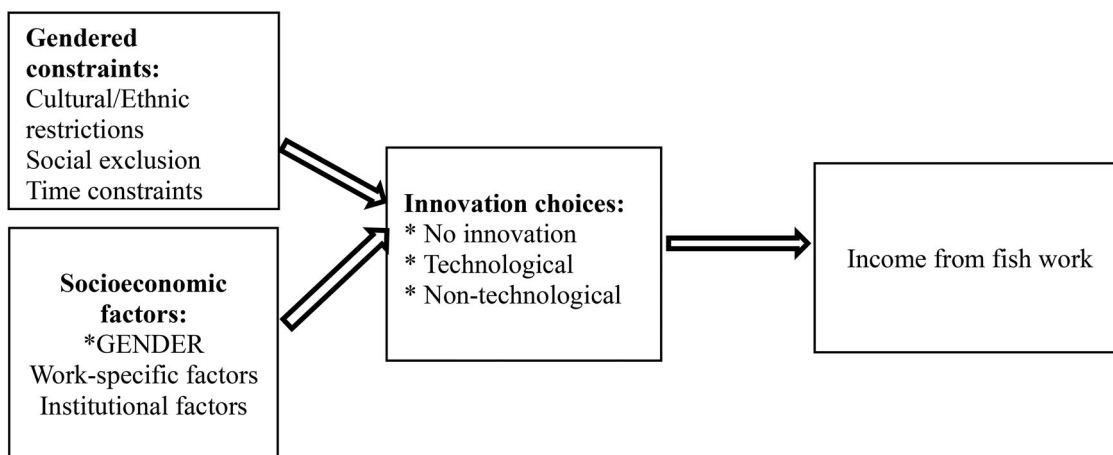 Gendered
constraints:
Cultural/Ethnic
restrictions
Social exclusion
Time constraints
Socioeconomic
factors:
*GENDER
Work-specific factors
Institutional factors
Innovation choices:
* No innovation
* Technological
* Non-technological
Income from fish work